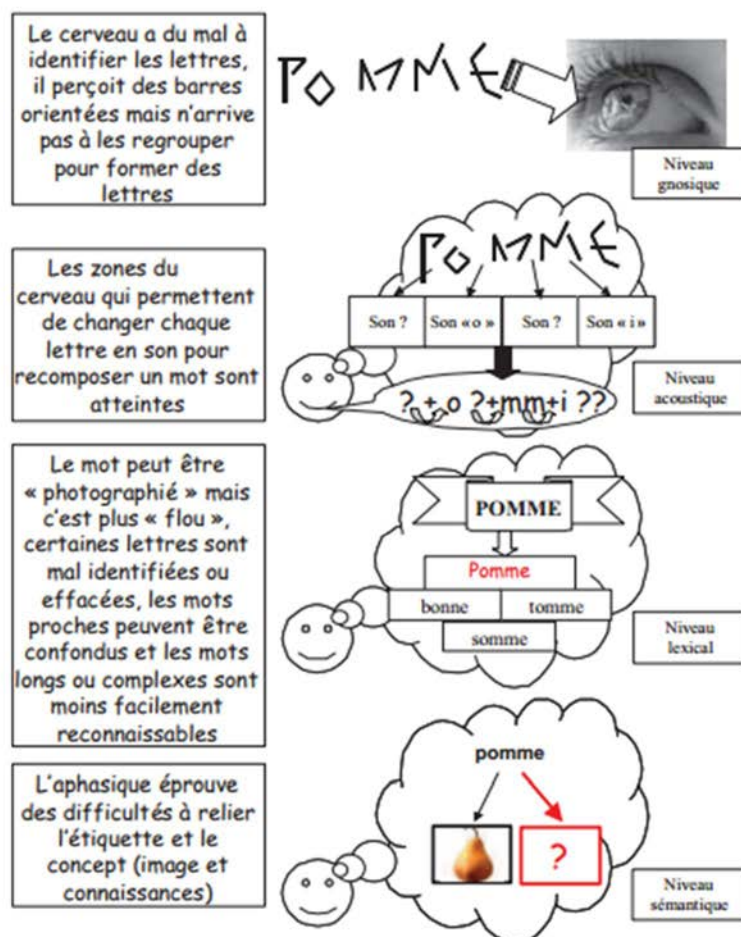 Le cerveau a du mal à
identifier les lettres,
il perçoit des barres
orientées mais n'arrive
pas à les regrouper
pour former des
lettres
POMME
Niveau
gnosique
Les zones du
cerveau qui permettent
de changer chaque
lettre en son pour
recomposer un mot sont
atteintes
POMME
Son ? Son « o » Son ? Son « i »
? + o ?+mm+i ??
Niveau
acoustique
Le mot peut être
« photographié » mais
c'est plus « flou »,
certaines lettres sont
mal identifiées ou
effacées, les mots
proches peuvent être
confondus et les mots
longs ou complexes sont
moins facilement
reconnaissables
POMME
Pomme
bonne tomme
somme
Niveau
lexical
L'aphasique éprouve
des difficultés à relier
l'étiquette et le
concept (image et
connaissances)
pomme
?
Niveau
sémantique